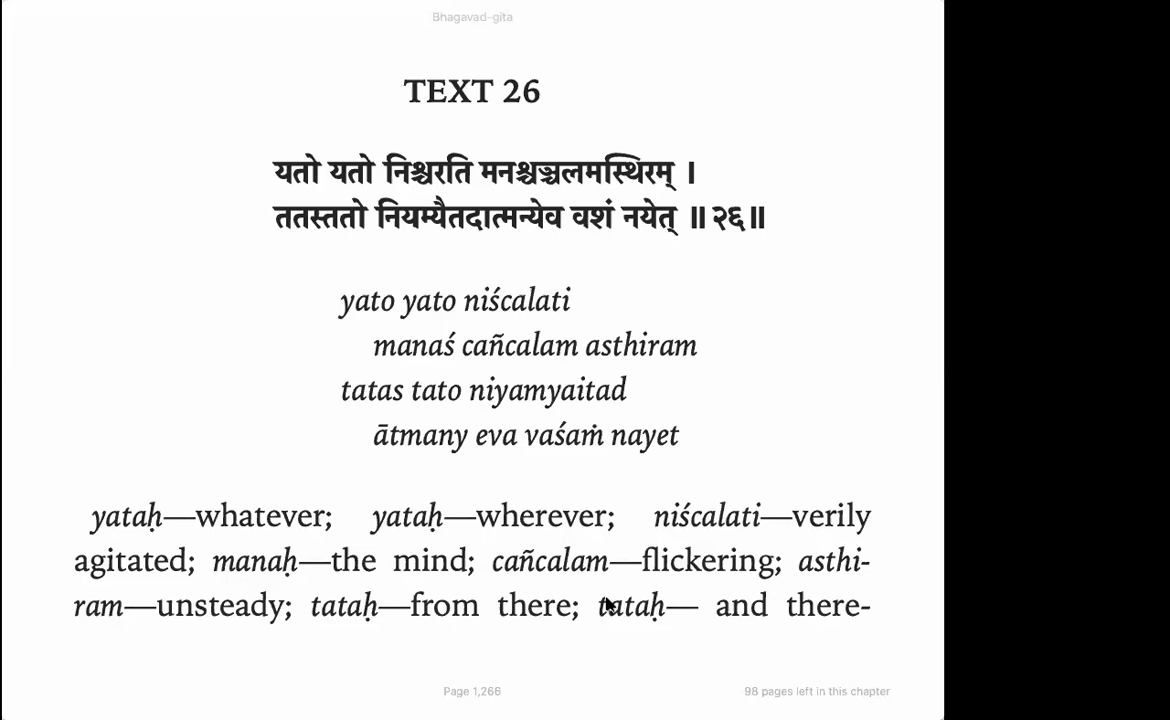 Bhagavad-gita
TEXT 26
यतो यतो निश्चरति मनश्चञ्चलमस्थिरम् ।
ततस्ततो नियम्यैतदात्मन्येव वशं नयेत् ॥२६॥
yato yato niścalati
manaś cañcalam asthiram
tatas tato niyamyaitad
ātmany eva vaśaṁ nayet
yataḥ—whatever; yataḥ—wherever; niścalati—verily
agitated; manaḥ—the mind; cañcalam—flickering; asthi-
ram—unsteady; tataḥ—from there; tataḥ— and there-
Page 1,266
98 pages left in this chapter